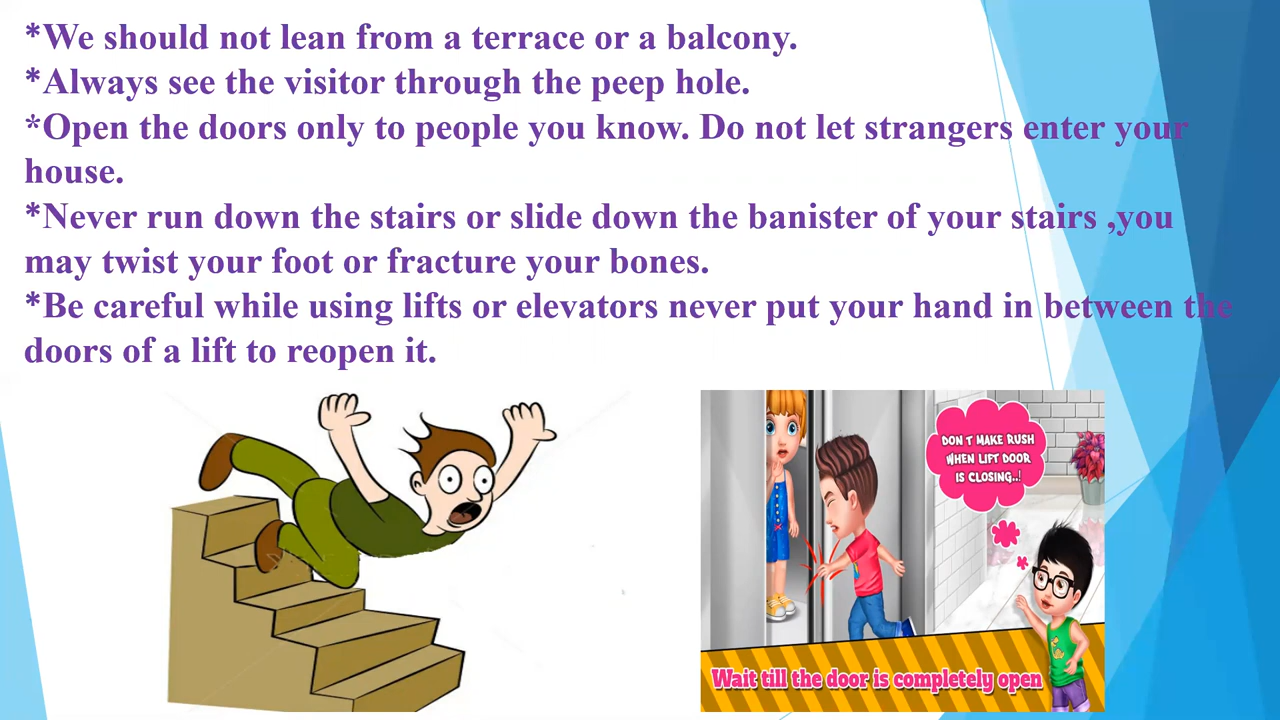 *We should not lean from a terrace or a balcony.
*Always see the visitor through the peep hole.
*Open the doors only to people you know. Do not let strangers enter your
house.
*Never run down the stairs or slide down the banister of your stairs ,you
may twist your foot or fracture your bones.
*Be careful while using lifts or elevators never put your hand in between the
doors of a lift to reopen it.
DON T MAKE RUSH
WHEN LIFT DOOR
IS CLOSING..!
Wait till the door is completely open